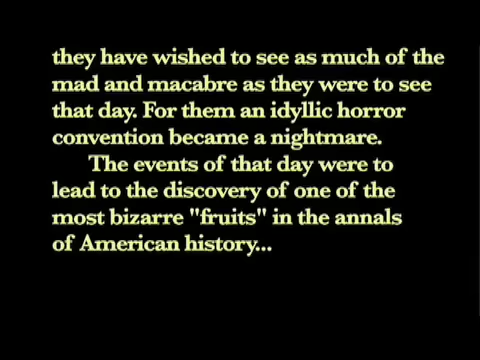 they have wished to see as much of the
mad and macabre as they were to see
that day. For them an idyllic horror
convention became a nightmare.
The events of that day were to
lead to the discovery of one of the
most bizarre "fruits" in the annals
of American history...